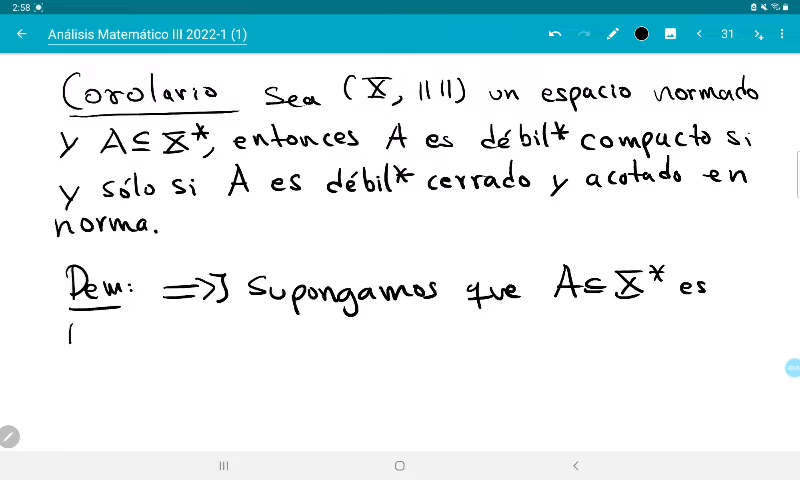 2:58
Análisis Matemático III 2022-1 (1)
31
Corolario Sea (X, || ||) un espacio normado
y A ⊆ X*, entonces A es débil* compacto si
y sólo si A es débil* cerrado y acotado en
norma.
Dem: =>] Supongamos que A ⊆ X* es